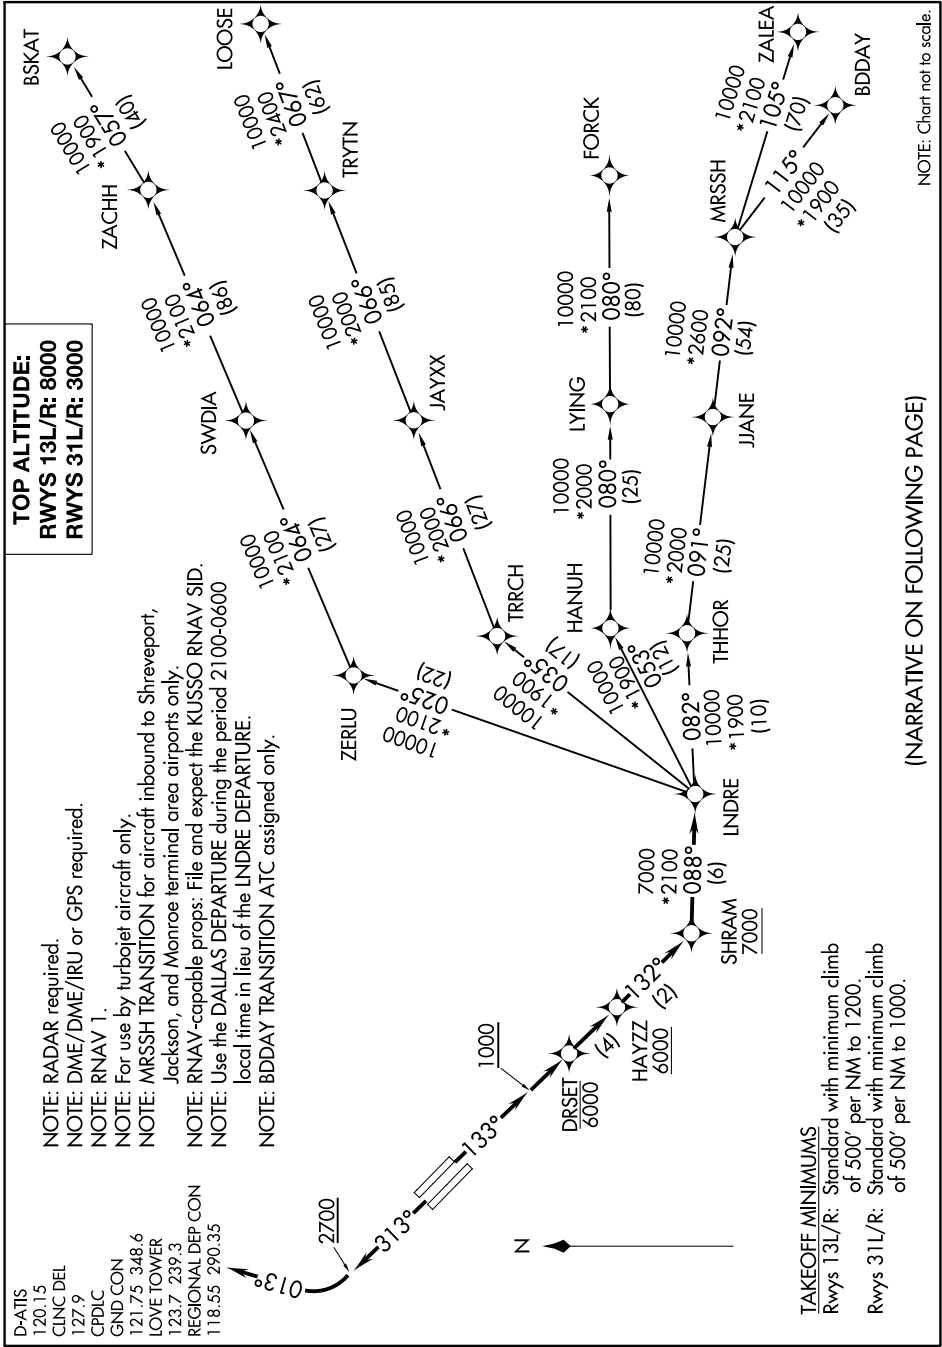 D-ATIS
120.15
CLNC DEL
127.9
CPDLC
GND CON
121.75 348.6
LOVE TOWER
123.7 239.3
REGIONAL DEP CON
118.55 290.35
NOTE: RADAR required.
NOTE: DME/DME/IRU or GPS required.
NOTE: RNAV 1.
NOTE: For use by turbojet aircraft only.
NOTE: MRSSH TRANSITION for aircraft inbound to Shreveport,
Jackson, and Monroe terminal area airports only.
NOTE: RNAV-capable props: File and expect the KUSSO RNAV SID.
NOTE: Use the DALLAS DEPARTURE during the period 2100-0600
local time in lieu of the LNDRE DEPARTURE.
NOTE: BDDAY TRANSITION ATC assigned only.
TOP ALTITUDE:
RWYS 13L/R: 8000
RWYS 31L/R: 3000
BSKAT
10000
*1900
057°
(40)
ZACHH
10000
*2100
064°
(86)
SWDIA
10000
*2100
064°
(27)
ZERLU
10000
*2100
025°
(22)
LOOSE
10000
*2400
067°
(62)
TRYTN
10000
*2000
066°
(85)
JAYXX
10000
*2000
066°
(27)
TRRCH
10000
*1900
035°
(17)
FORCK
10000
*2100
080°
(80)
LYING
10000
*2000
080°
(25)
HANUH
10000
*1900
053°
(12)
ZALEA
10000
*2100
105°
(70)
BDDAY
115°
10000
*1900
(35)
MRSSH
10000
*2600
092°
(54)
JJANE
10000
*2000
091°
(25)
THHOR
082°
10000
*1900
(10)
LNDRE
7000
*2100
088°
(6)
SHRAM
7000
132°
(2)
HAYZZ
6000
(4)
DRSET
6000
1000
133°
313°
2700
013°
N
TAKEOFF MINIMUMS
Rwys 13L/R: Standard with minimum climb
of 500' per NM to 1200.
Rwys 31L/R: Standard with minimum climb
of 500' per NM to 1000.
(NARRATIVE ON FOLLOWING PAGE)
NOTE: Chart not to scale.